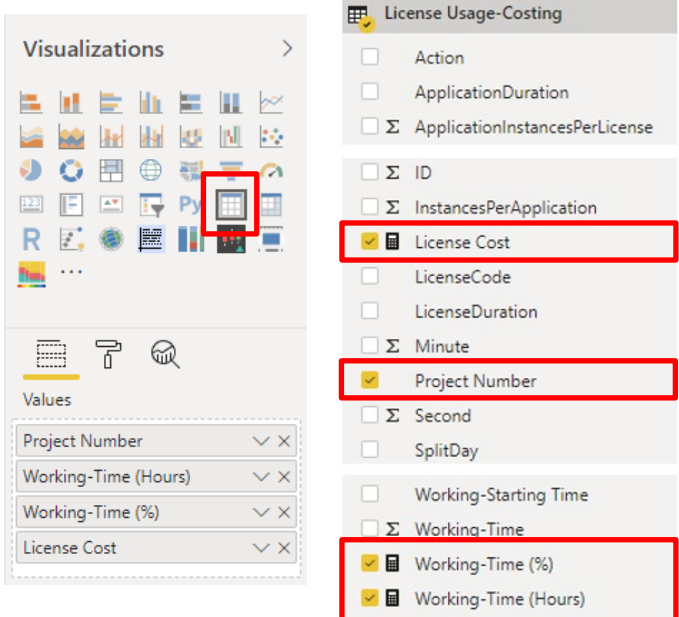 Visualizations
123
Py
R
...
Values
Project Number
Working-Time (Hours)
Working-Time (%)
License Cost
License Usage-Costing
Action
ApplicationDuration
Σ ApplicationInstancesPerLicense
Σ ID
Σ InstancesPerApplication
License Cost
LicenseCode
LicenseDuration
Σ Minute
Project Number
Σ Second
SplitDay
Working-Starting Time
Σ Working-Time
Working-Time (%)
Working-Time (Hours)